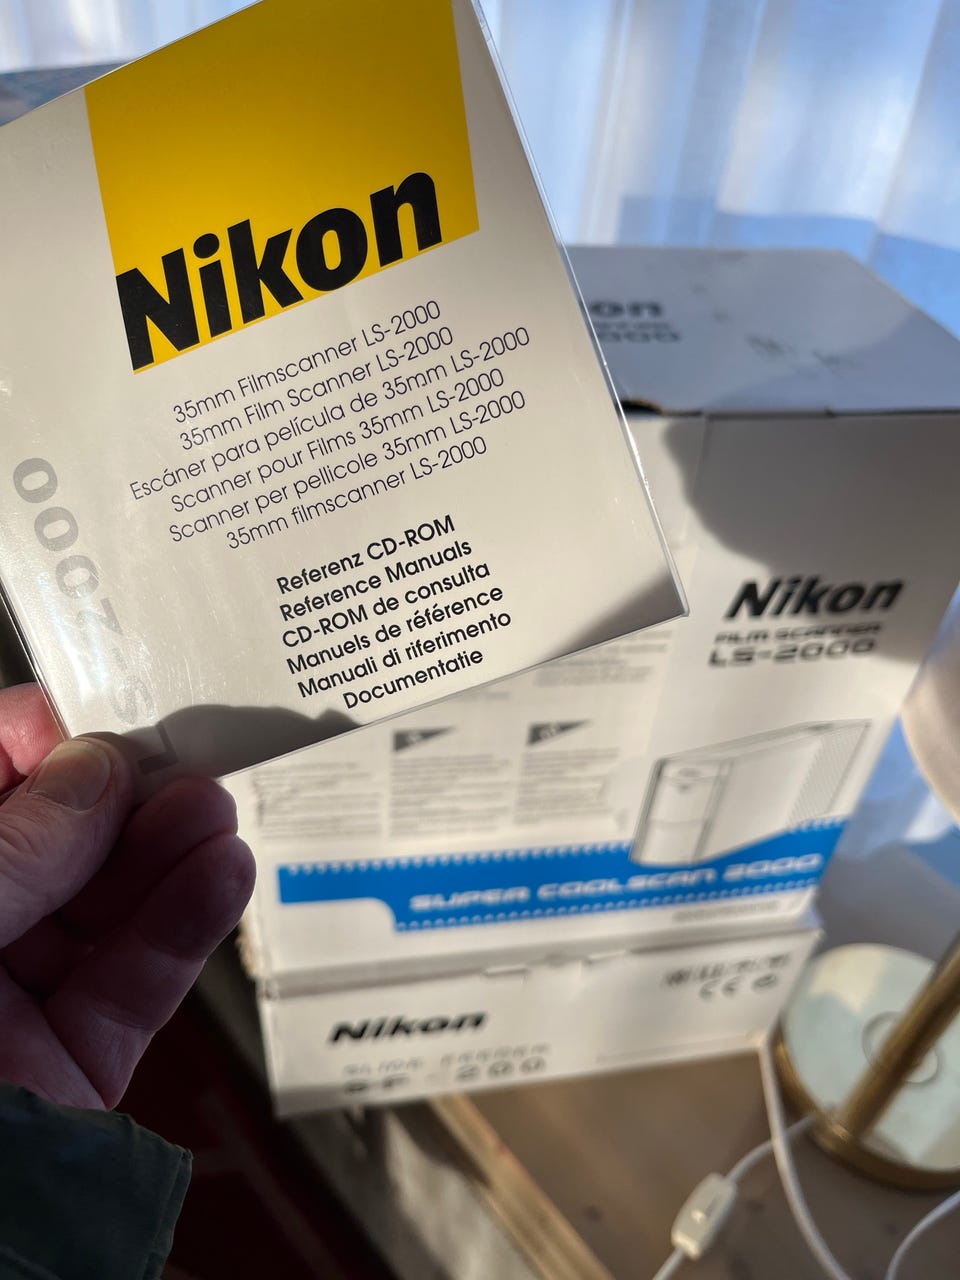 Nikon
35mm Filmscanner LS-2000
35mm Film Scanner LS-2000
Escáner para película de 35mm LS-2000
Scanner pour Films 35mm LS-2000
Scanner per pellicole 35mm LS-2000
35mm filmscanner LS-2000
Referenz CD-ROM
Reference Manuals
CD-ROM de consulta
Manuels de référence
Manuali di riferimento
Documentatie
LS-2000
Nikon
FILM SCANNER
LS-2000
SUPER COOLSCAN 2000
Nikon
SLIDE FEEDER
SF-200
CE